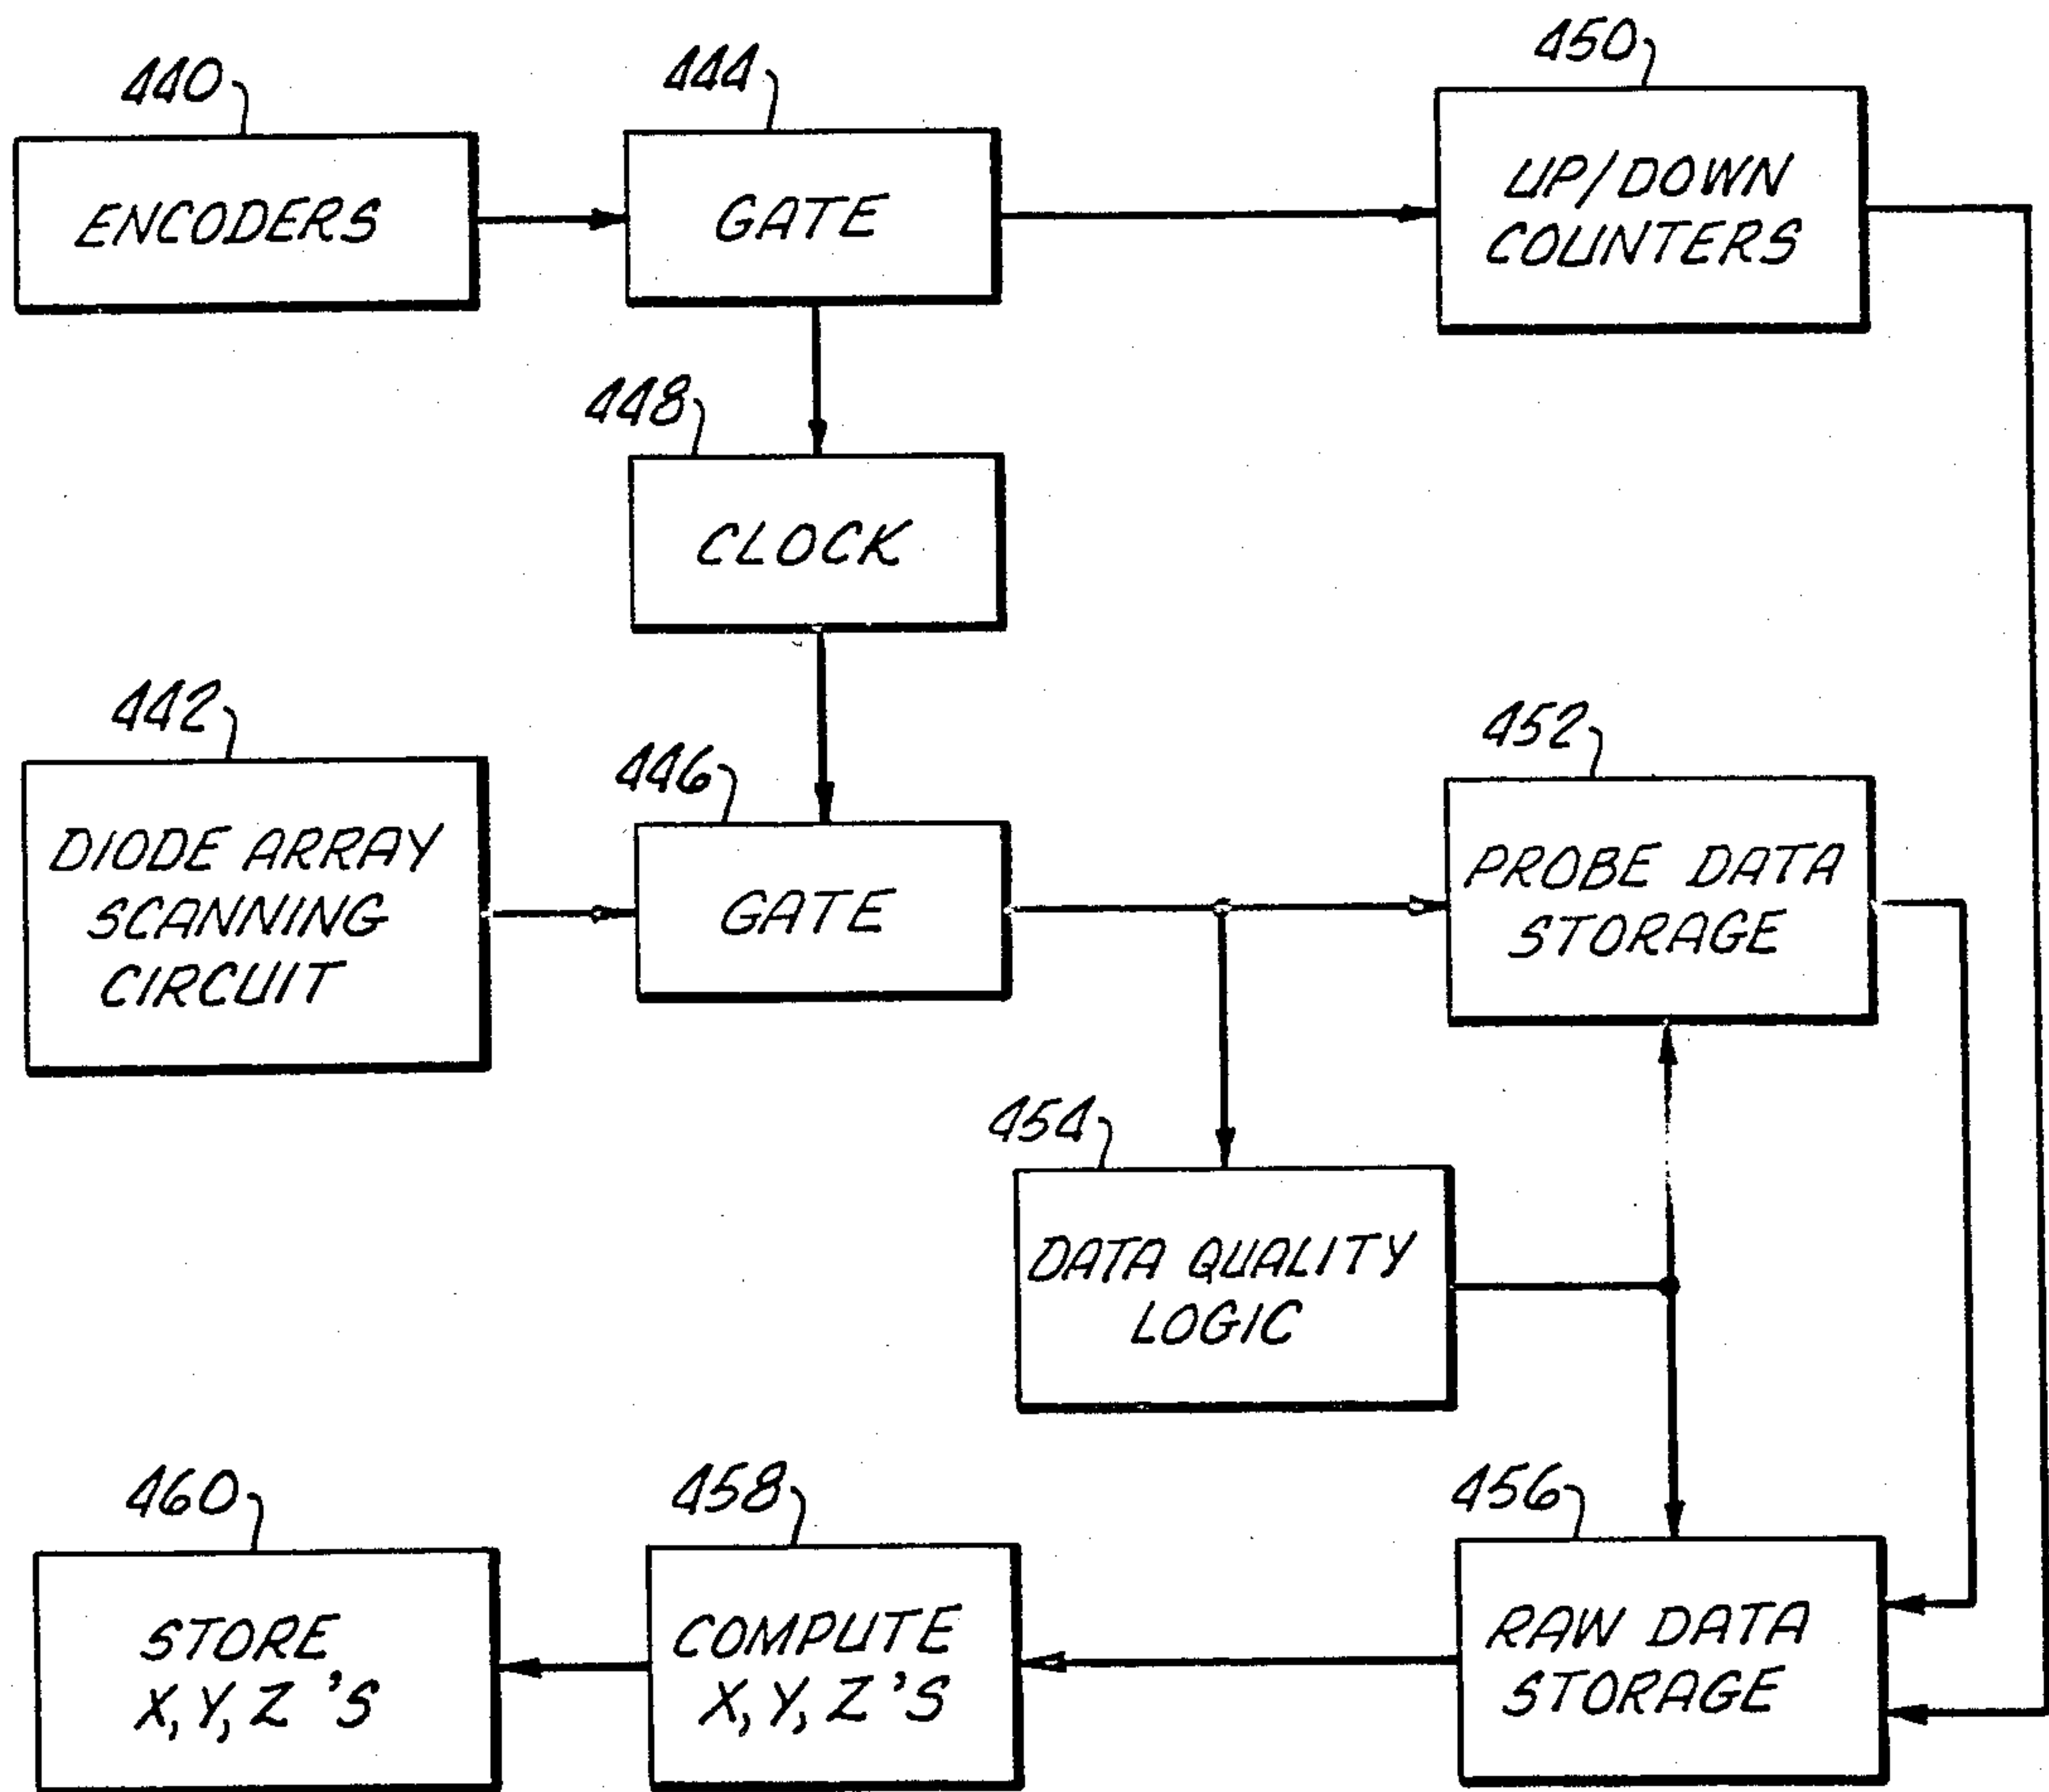 440
444
450
ENCODERS
GATE
UP/DOWN
COUNTERS
448
CLOCK
442
446
452
DIODE ARRAY
SCANNING
CIRCUIT
GATE
PROBE DATA
STORAGE
454
DATA QUALITY
LOGIC
460
458
456
STORE
X, Y, Z 'S
COMPUTE
X, Y, Z 'S
RAW DATA
STORAGE